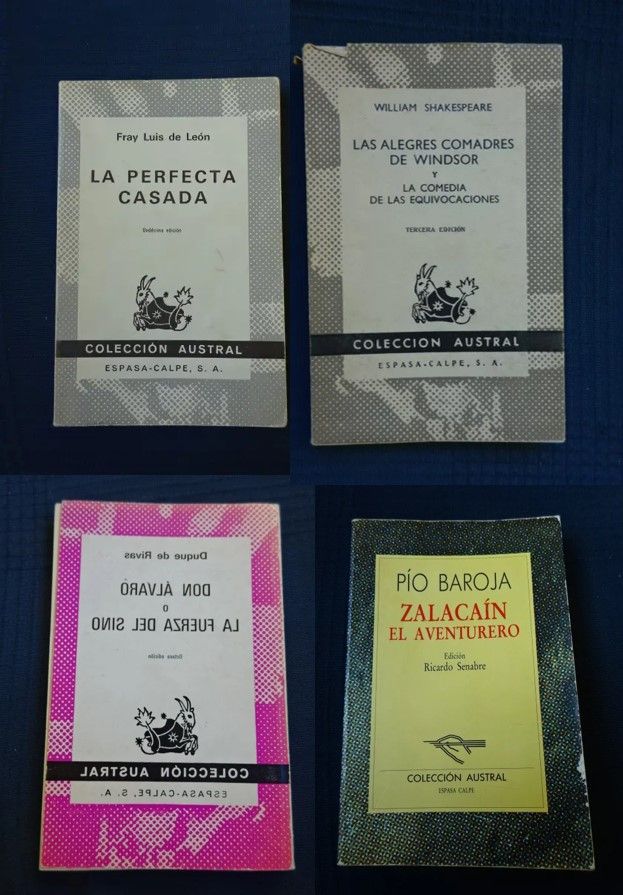 Fray Luis de León
LA PERFECTA
CASADA
Undécima edición
COLECCIÓN AUSTRAL
ESPASA-CALPE, S. A.
WILLIAM SHAKESPEARE
LAS ALEGRES COMADRES
DE WINDSOR
Y
LA COMEDIA
DE LAS EQUIVOCACIONES
TERCERA EDICIÓN
COLECCION AUSTRAL
ESPASA-CALPE, S. A.
Duque de Rivas
DON ÁLVARO
O
LA FUERZA DEL SINO
Octava edición
COLECCIÓN AUSTRAL
ESPASA-CALPE, S. A.
PÍO BAROJA
ZALACAÍN
EL AVENTURERO
Edición
Ricardo Senabre
COLECCIÓN AUSTRAL
ESPASA CALPE